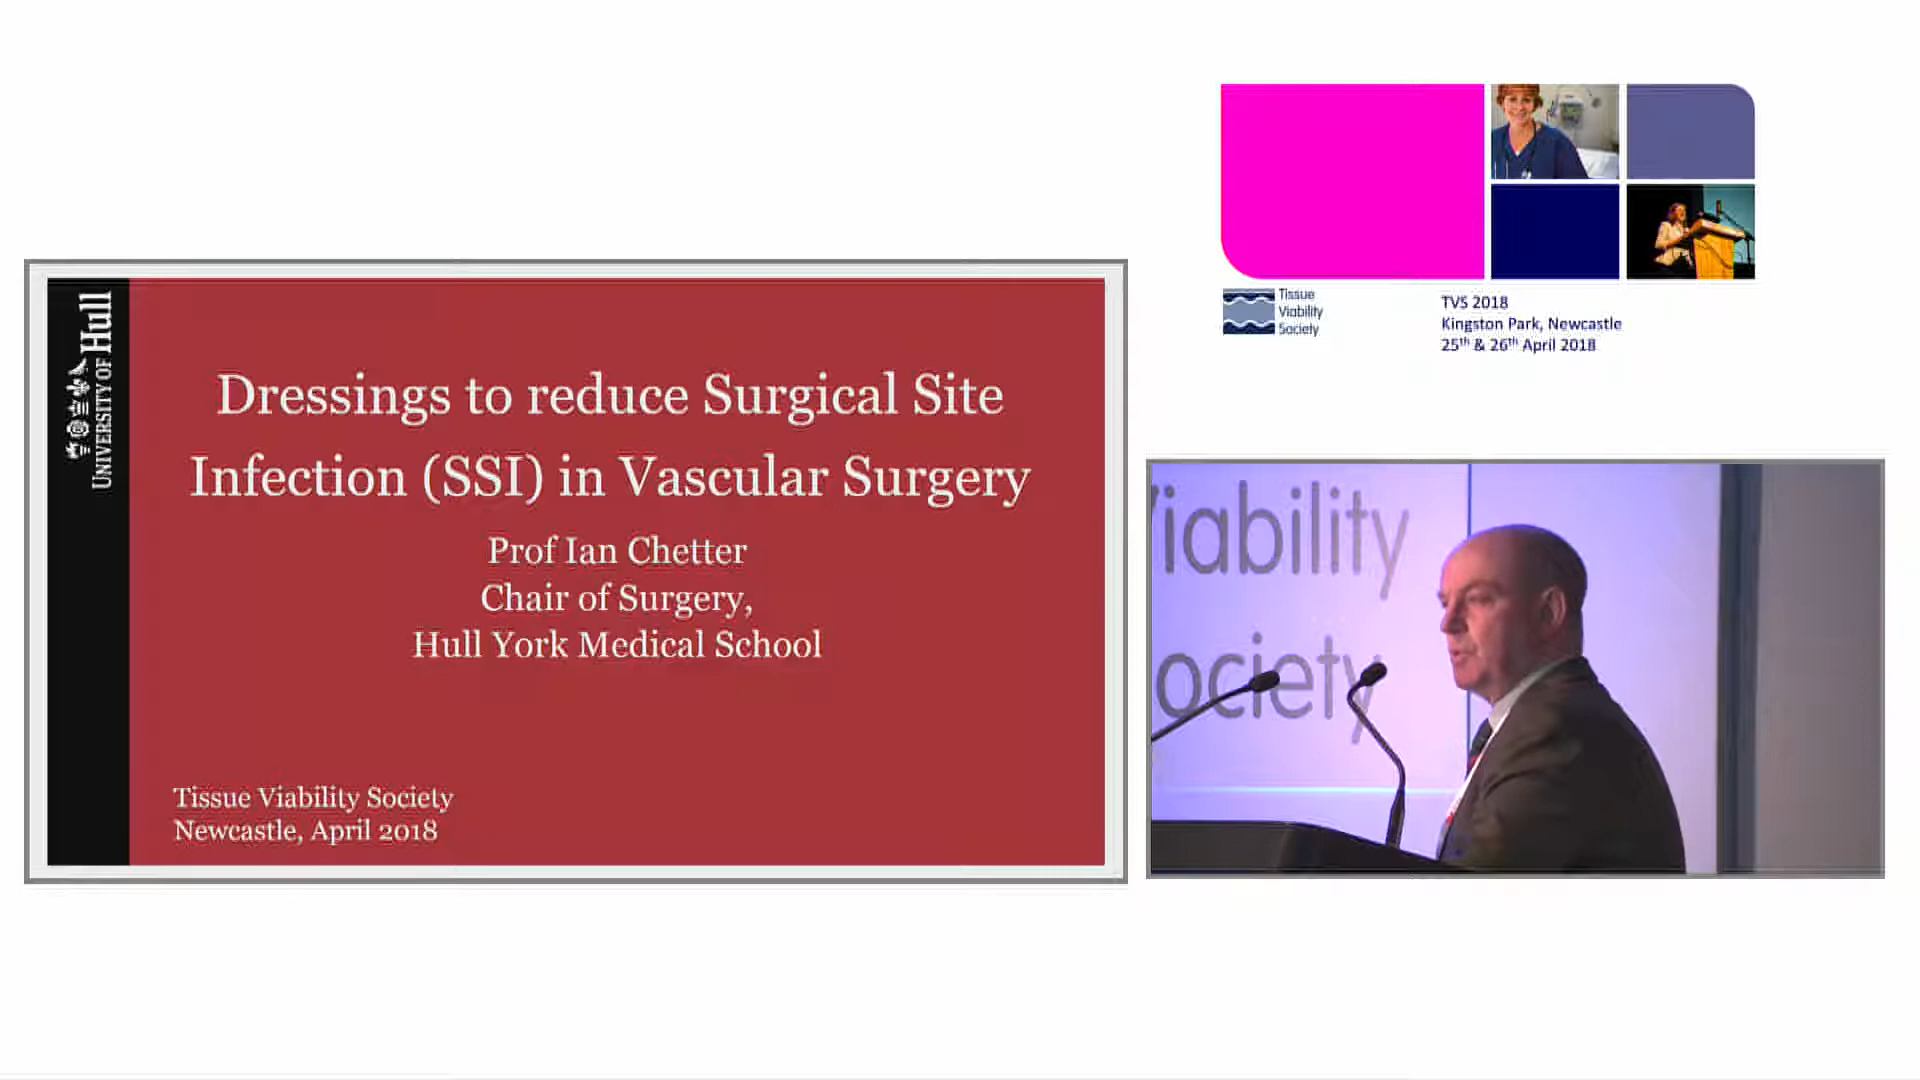 UNIVERSITY OF Hull
Dressings to reduce Surgical Site
Infection (SSI) in Vascular Surgery
Prof Ian Chetter
Chair of Surgery,
Hull York Medical School
Tissue Viability Society
Newcastle, April 2018
Tissue
Viability
Society
TVS 2018
Kingston Park, Newcastle
25th & 26th April 2018
iability
ociety